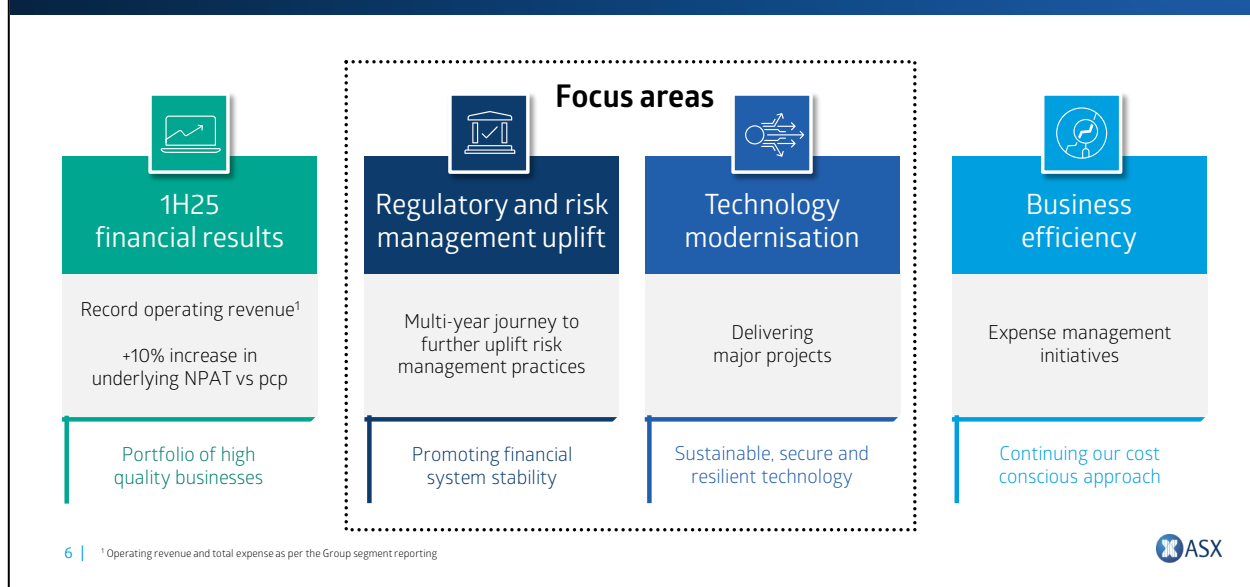 Focus areas
1H25
financial results
Record operating revenue¹
+10% increase in
underlying NPAT vs pcp
Portfolio of high
quality businesses
Regulatory and risk
management uplift
Multi-year journey to
further uplift risk
management practices
Promoting financial
system stability
Technology
modernisation
Delivering
major projects
Sustainable, secure and
resilient technology
Business
efficiency
Expense management
initiatives
Continuing our cost
conscious approach
6 | ¹ Operating revenue and total expense as per the Group segment reporting
ASX